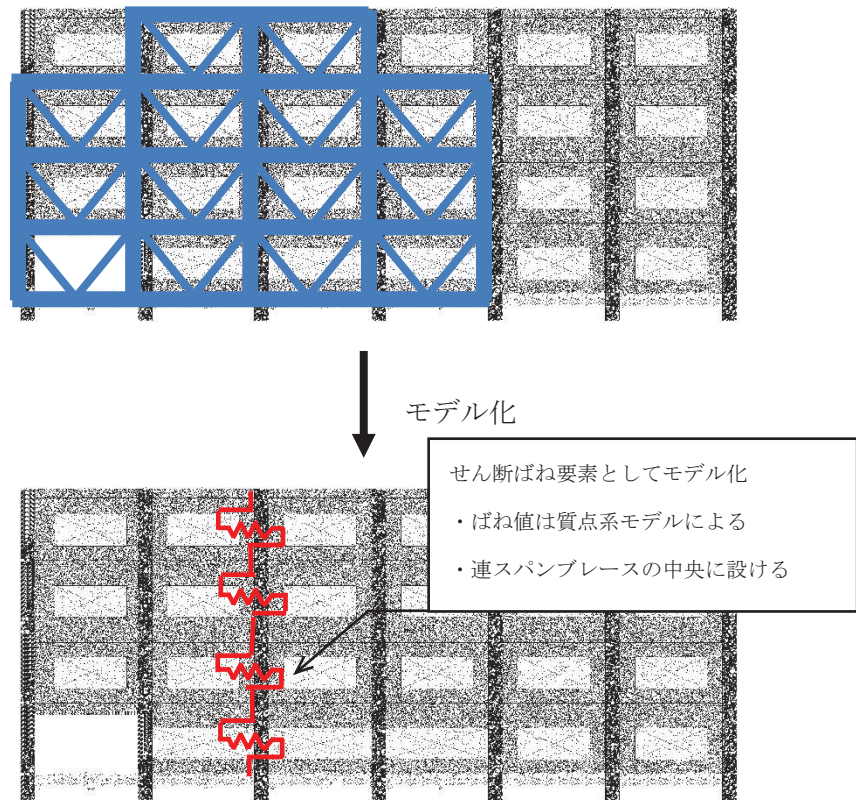 モデル化
せん断ばね要素としてモデル化
・ばね値は質点系モデルによる
・連スパンブレースの中央に設ける